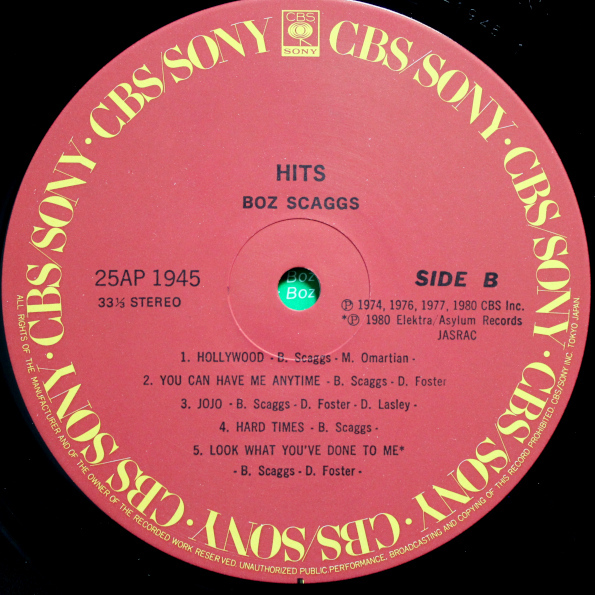 CBS
SONY
CBS/SONY · CBS/SONY · CBS/SONY · CBS/SONY · CBS/SONY · CBS/SONY · CBS/SONY · CBS/SONY
HITS
BOZ SCAGGS
25AP 1945
33⅓ STEREO
Boz
Boz
SIDE B
Ⓟ 1974, 1976, 1977, 1980 CBS Inc.
*Ⓟ 1980 Elektra/Asylum Records
JASRAC
1. HOLLYWOOD - B. Scaggs - M. Omartian -
2. YOU CAN HAVE ME ANYTIME - B. Scaggs - D. Foster
3. JOJO - B. Scaggs - D. Foster - D. Lasley -
4. HARD TIMES - B. Scaggs -
5. LOOK WHAT YOU'VE DONE TO ME*
- B. Scaggs - D. Foster -
ALL RIGHTS OF THE MANUFACTURER AND OF THE OWNER OF THE RECORDED WORK RESERVED. UNAUTHORIZED PUBLIC PERFORMANCE, BROADCASTING AND COPYING OF THIS RECORD PROHIBITED. CBS/SONY INC. TOKYO JAPAN.